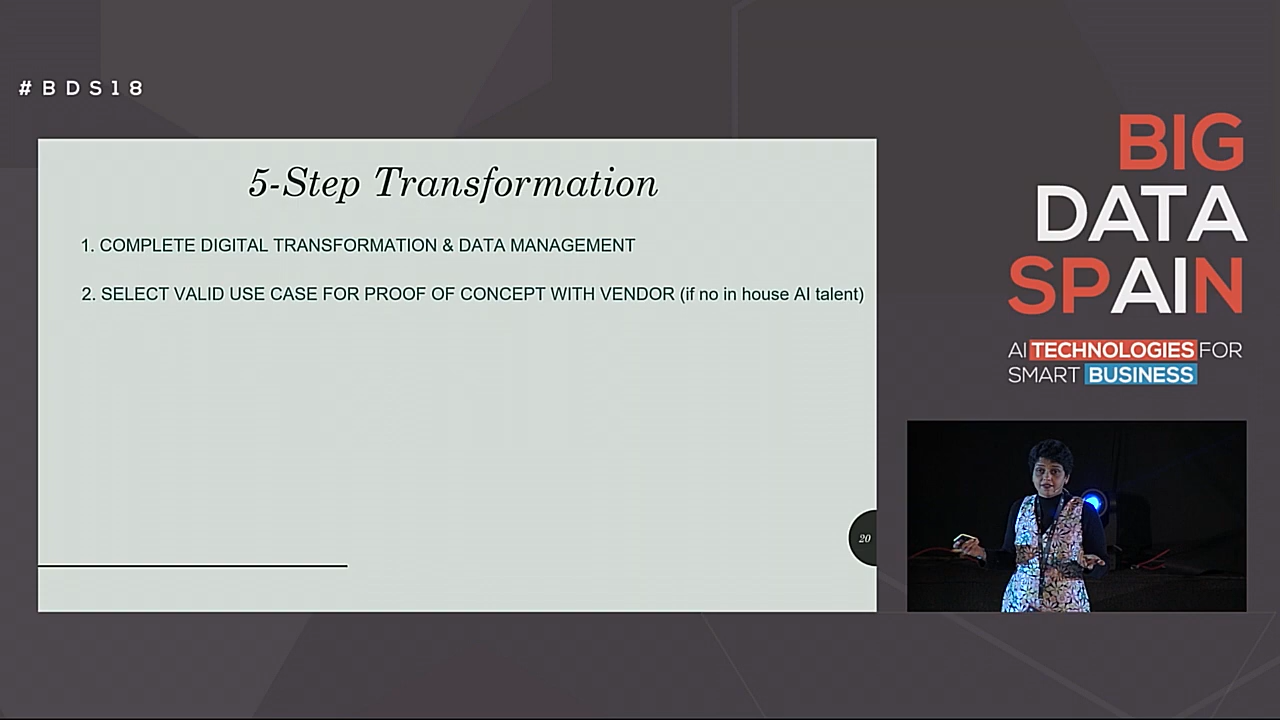 #BDS18
5-Step Transformation
1. COMPLETE DIGITAL TRANSFORMATION & DATA MANAGEMENT
2. SELECT VALID USE CASE FOR PROOF OF CONCEPT WITH VENDOR (if no in house AI talent)
20
BIG
DATA
SPAIN
AI TECHNOLOGIES FOR
SMART BUSINESS